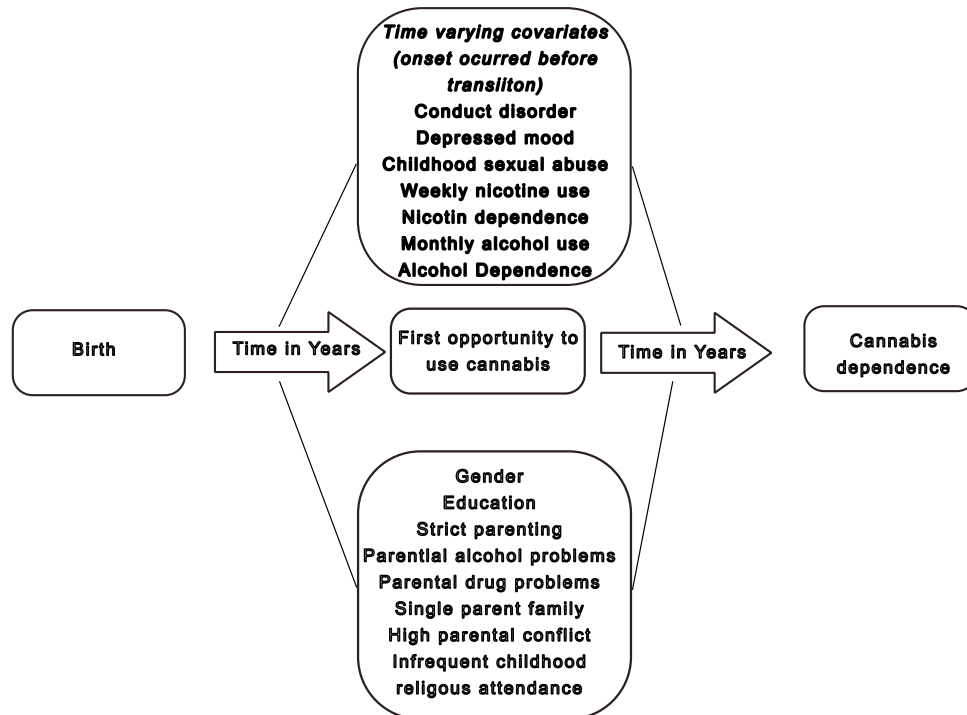 Time varying covariates
(onset ocurred before
transiiton)
Conduct disorder
Depressed mood
Childhood sexual abuse
Weekly nicotine use
Nicotin dependence
Monthly alcohol use
Alcohol Dependence
Birth
Time in Years
First opportunity to
use cannabis
Time in Years
Cannabis
dependence
Gender
Education
Strict parenting
Parential alcohol problems
Parental drug problems
Single parent family
High parental conflict
Infrequent childhood
religous attendance